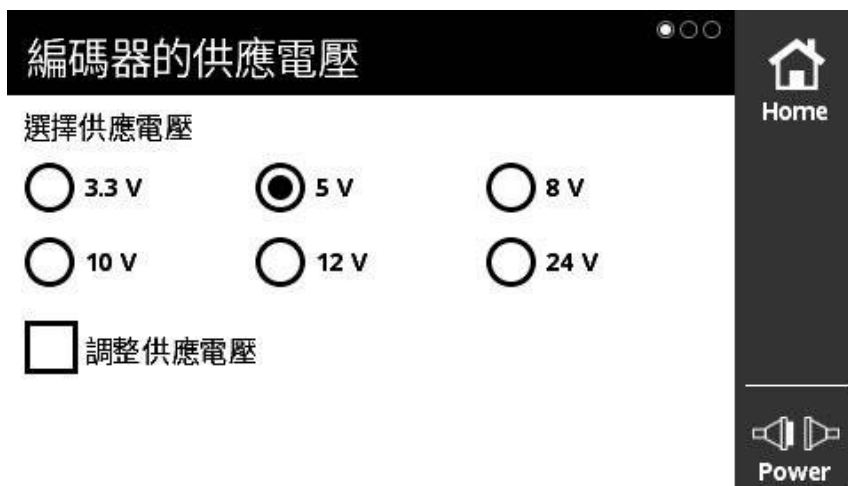 編碼器的供應電壓
Home
選擇供應電壓
3.3 V 5 V 8 V
10 V 12 V 24 V
調整供應電壓
Power